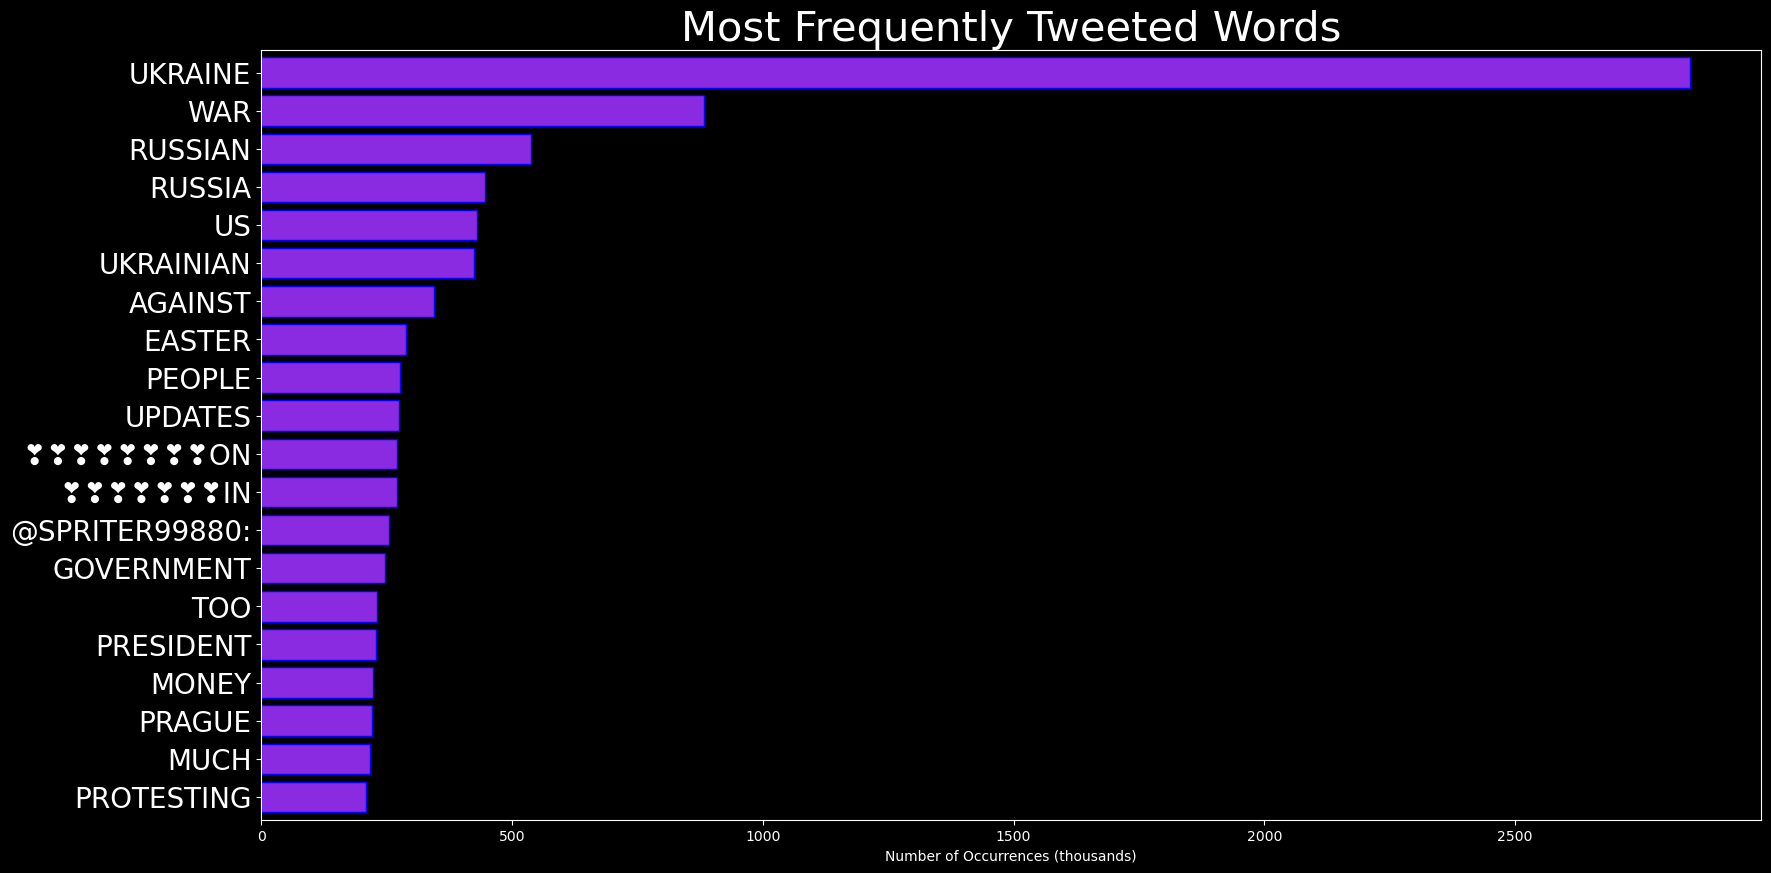 Most Frequently Tweeted Words
UKRAINE
WAR
RUSSIAN
RUSSIA
US
UKRAINIAN
AGAINST
EASTER
PEOPLE
UPDATES
❣❣❣❣❣❣❣❣ON
❣❣❣❣❣❣❣IN
@SPRITER99880:
GOVERNMENT
TOO
PRESIDENT
MONEY
PRAGUE
MUCH
PROTESTING
0 500 1000 1500 2000 2500
Number of Occurrences (thousands)